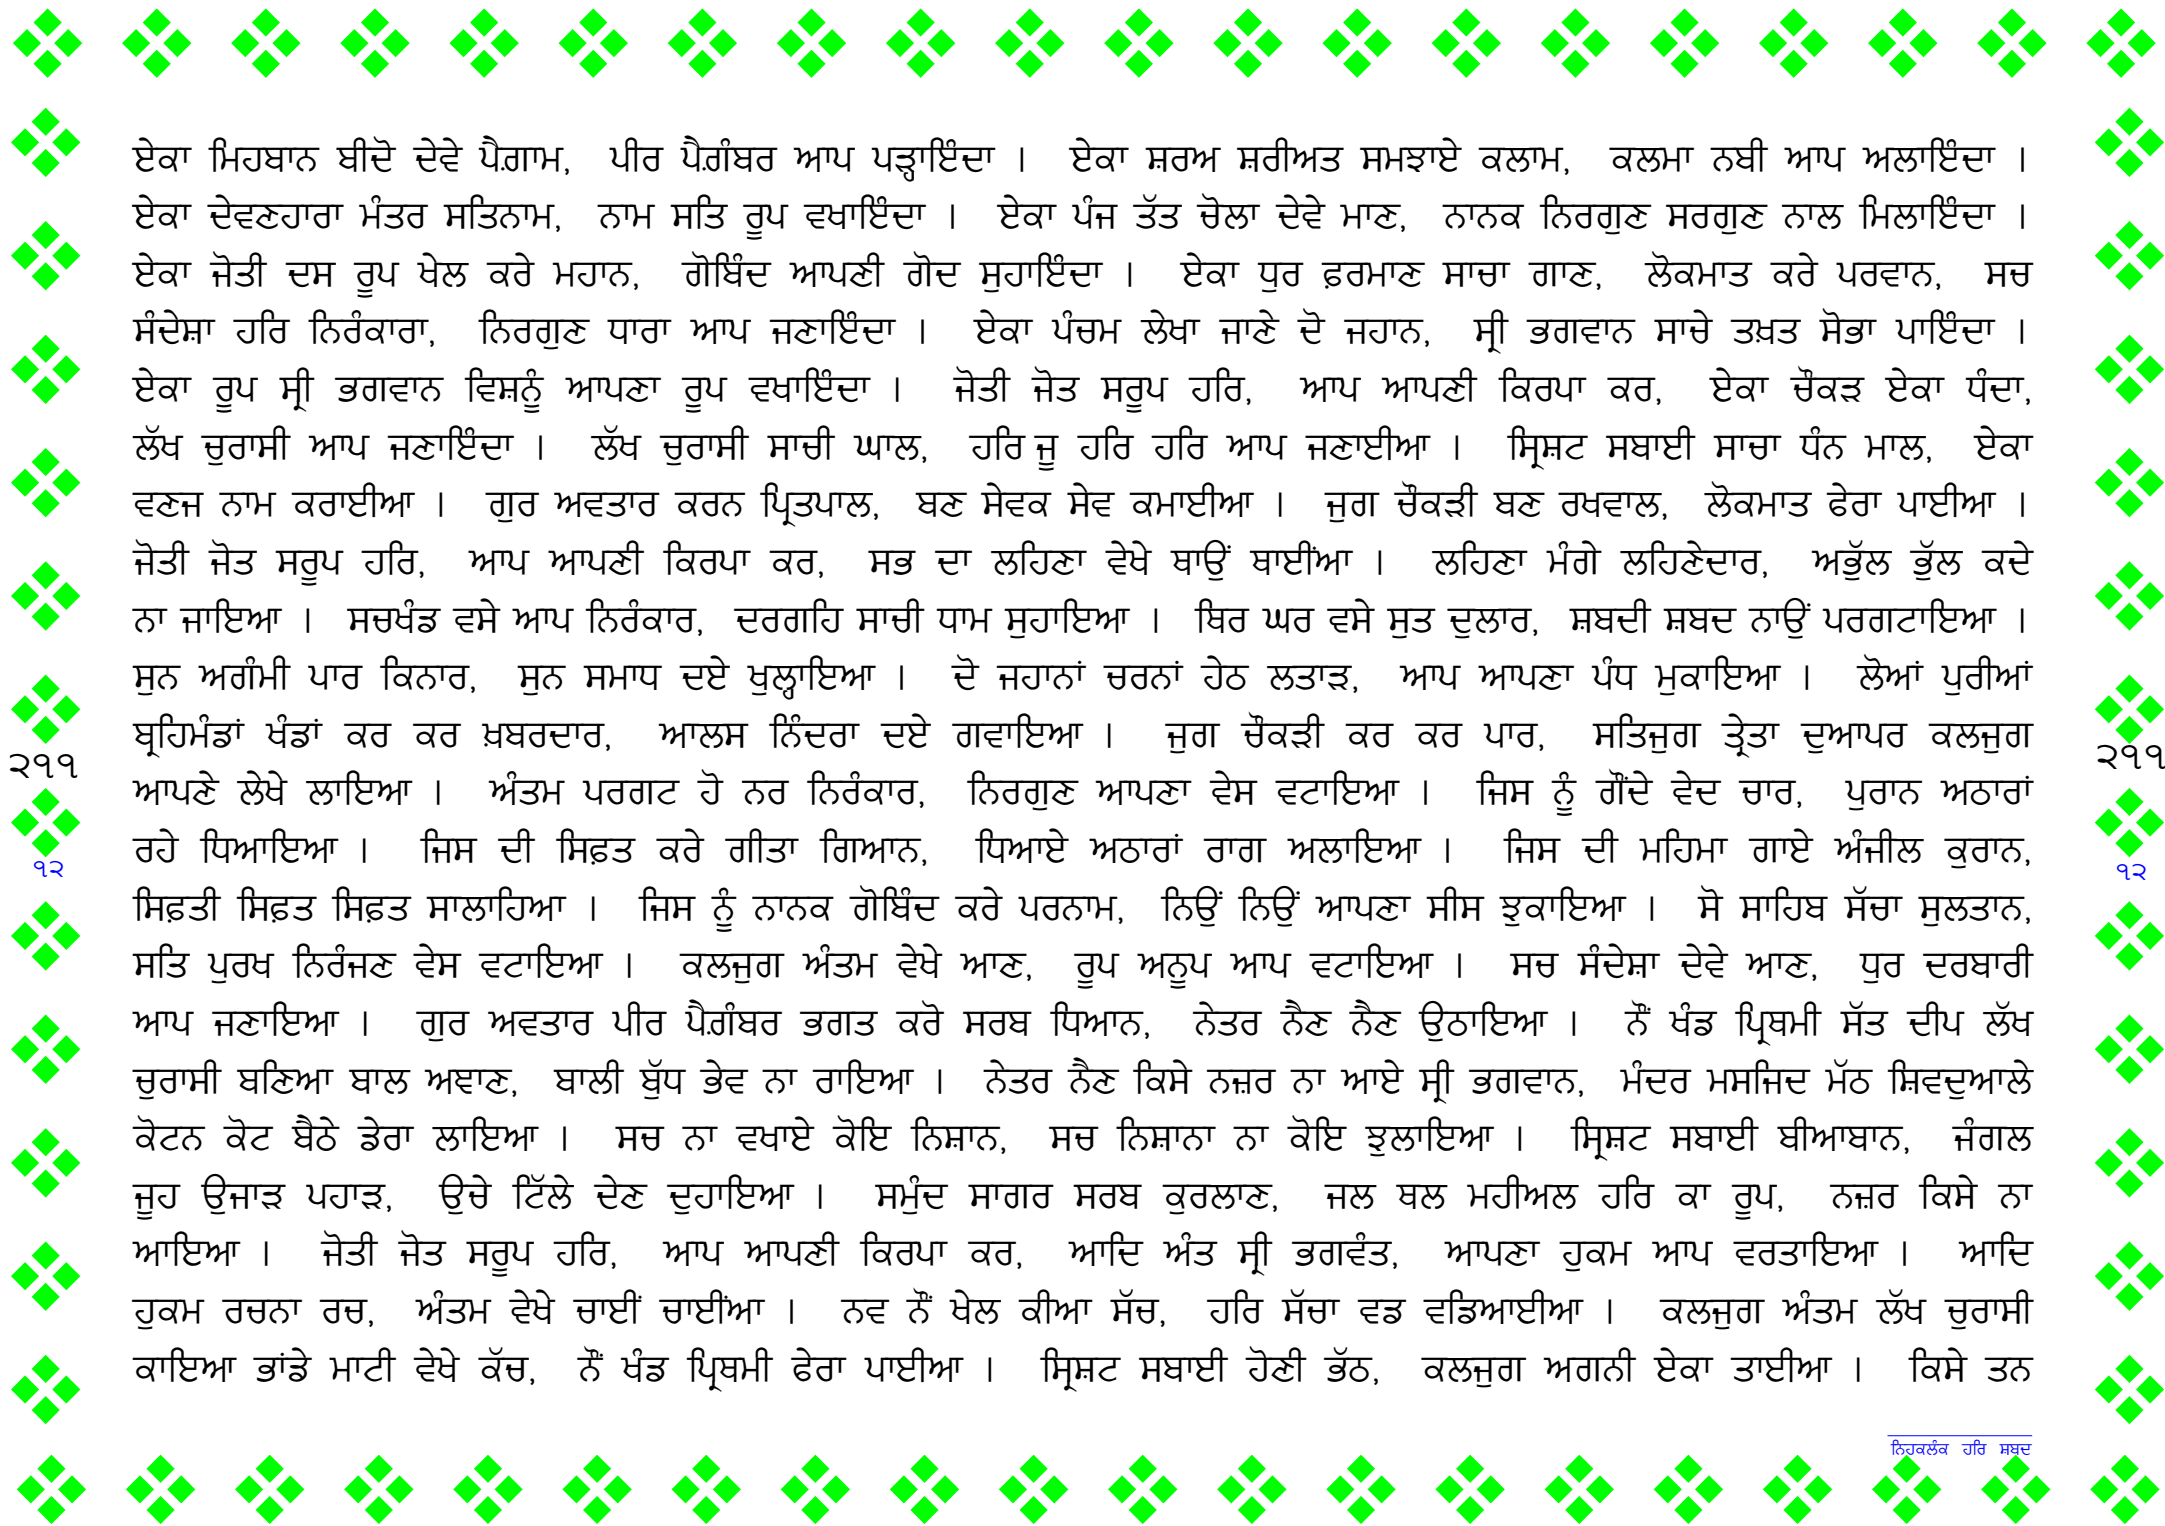 ਏਕਾ ਮਿਹਬਾਨ ਬੀਦੋ ਦੇਵੇ ਪੈਗ਼ਾਮ, ਪੀਰ ਪੈਗ਼ੰਬਰ ਆਪ ਪੜ੍ਹਾਇੰਦਾ । ਏਕਾ ਸ਼ਰਅ ਸ਼ਰੀਅਤ ਸਮਝਾਏ ਕਲਾਮ, ਕਲਮਾ ਨਬੀ ਆਪ ਅਲਾਇੰਦਾ ।
ਏਕਾ ਦੇਵਣਹਾਰਾ ਮੰਤਰ ਸਤਿਨਾਮ, ਨਾਮ ਸਤਿ ਰੂਪ ਵਖਾਇੰਦਾ । ਏਕਾ ਪੰਜ ਤੱਤ ਚੋਲਾ ਦੇਵੇ ਮਾਣ, ਨਾਨਕ ਨਿਰਗੁਣ ਸਰਗੁਣ ਨਾਲ ਮਿਲਾਇੰਦਾ ।
ਏਕਾ ਜੋਤੀ ਦਸ ਰੂਪ ਖੇਲ ਕਰੇ ਮਹਾਨ, ਗੋਬਿੰਦ ਆਪਣੀ ਗੋਦ ਸੁਹਾਇੰਦਾ । ਏਕਾ ਧੁਰ ਫ਼ਰਮਾਣ ਸਾਚਾ ਗਾਣ, ਲੋਕਮਾਤ ਕਰੇ ਪਰਵਾਨ, ਸਚ
ਸੰਦੇਸ਼ਾ ਹਰਿ ਨਿਰੰਕਾਰਾ, ਨਿਰਗੁਣ ਧਾਰਾ ਆਪ ਜਣਾਇੰਦਾ । ਏਕਾ ਪੰਚਮ ਲੇਖਾ ਜਾਣੇ ਦੋ ਜਹਾਨ, ਸ੍ਰੀ ਭਗਵਾਨ ਸਾਚੇ ਤਖ਼ਤ ਸੋਭਾ ਪਾਇੰਦਾ ।
ਏਕਾ ਰੂਪ ਸ੍ਰੀ ਭਗਵਾਨ ਵਿਸ਼ਨੂੰ ਆਪਣਾ ਰੂਪ ਵਖਾਇੰਦਾ । ਜੋਤੀ ਜੋਤ ਸਰੂਪ ਹਰਿ, ਆਪ ਆਪਣੀ ਕਿਰਪਾ ਕਰ, ਏਕਾ ਚੌਕੜ ਏਕਾ ਧੰਦਾ,
ਲੱਖ ਚੁਰਾਸੀ ਆਪ ਜਣਾਇੰਦਾ । ਲੱਖ ਚੁਰਾਸੀ ਸਾਚੀ ਘਾਲ, ਹਰਿ ਜੂ ਹਰਿ ਹਰਿ ਆਪ ਜਣਾਈਆ । ਸ੍ਰਿਸ਼ਟ ਸਬਾਈ ਸਾਚਾ ਧੰਨ ਮਾਲ, ਏਕਾ
ਵਣਜ ਨਾਮ ਕਰਾਈਆ । ਗੁਰ ਅਵਤਾਰ ਕਰਨ ਪ੍ਰਿਤਪਾਲ, ਬਣ ਸੇਵਕ ਸੇਵ ਕਮਾਈਆ । ਜੁਗ ਚੌਕੜੀ ਬਣ ਰਖਵਾਲ, ਲੋਕਮਾਤ ਫੇਰਾ ਪਾਈਆ ।
ਜੋਤੀ ਜੋਤ ਸਰੂਪ ਹਰਿ, ਆਪ ਆਪਣੀ ਕਿਰਪਾ ਕਰ, ਸਭ ਦਾ ਲਹਿਣਾ ਵੇਖੇ ਥਾਉਂ ਥਾਈਂਆ । ਲਹਿਣਾ ਮੰਗੇ ਲਹਿਣੇਦਾਰ, ਅਭੁੱਲ ਭੁੱਲ ਕਦੇ
ਨਾ ਜਾਇਆ । ਸਚਖੰਡ ਵਸੇ ਆਪ ਨਿਰੰਕਾਰ, ਦਰਗਹਿ ਸਾਚੀ ਧਾਮ ਸੁਹਾਇਆ । ਥਿਰ ਘਰ ਵਸੇ ਸੁਤ ਦੁਲਾਰ, ਸ਼ਬਦੀ ਸ਼ਬਦ ਨਾਉਂ ਪਰਗਟਾਇਆ ।
ਸੁਨ ਅਗੰਮੀ ਪਾਰ ਕਿਨਾਰ, ਸੁਨ ਸਮਾਧ ਦਏ ਖੁਲ੍ਹਾਇਆ । ਦੋ ਜਹਾਨਾਂ ਚਰਨਾਂ ਹੇਠ ਲਤਾੜ, ਆਪ ਆਪਣਾ ਪੰਧ ਮੁਕਾਇਆ । ਲੋਆਂ ਪੁਰੀਆਂ
ਬ੍ਰਹਿਮੰਡਾਂ ਖੰਡਾਂ ਕਰ ਕਰ ਖ਼ਬਰਦਾਰ, ਆਲਸ ਨਿੰਦਰਾ ਦਏ ਗਵਾਇਆ । ਜੁਗ ਚੌਕੜੀ ਕਰ ਕਰ ਪਾਰ, ਸਤਿਜੁਗ ਤ੍ਰੇਤਾ ਦੁਆਪਰ ਕਲਜੁਗ
੨੧੧ ੨੧੧
ਆਪਣੇ ਲੇਖੇ ਲਾਇਆ । ਅੰਤਮ ਪਰਗਟ ਹੋ ਨਰ ਨਿਰੰਕਾਰ, ਨਿਰਗੁਣ ਆਪਣਾ ਵੇਸ ਵਟਾਇਆ । ਜਿਸ ਨੂੰ ਗੌਂਦੇ ਵੇਦ ਚਾਰ, ਪੁਰਾਨ ਅਠਾਰਾਂ
ਰਹੇ ਧਿਆਇਆ । ਜਿਸ ਦੀ ਸਿਫ਼ਤ ਕਰੇ ਗੀਤਾ ਗਿਆਨ, ਧਿਆਏ ਅਠਾਰਾਂ ਰਾਗ ਅਲਾਇਆ । ਜਿਸ ਦੀ ਮਹਿਮਾ ਗਾਏ ਅੰਜੀਲ ਕੁਰਾਨ,
੧੨ ੧੨
ਸਿਫ਼ਤੀ ਸਿਫ਼ਤ ਸਿਫ਼ਤ ਸਾਲਾਹਿਆ । ਜਿਸ ਨੂੰ ਨਾਨਕ ਗੋਬਿੰਦ ਕਰੇ ਪਰਨਾਮ, ਨਿਉਂ ਨਿਉਂ ਆਪਣਾ ਸੀਸ ਝੁਕਾਇਆ । ਸੋ ਸਾਹਿਬ ਸੱਚਾ ਸੁਲਤਾਨ,
ਸਤਿ ਪੁਰਖ ਨਿਰੰਜਣ ਵੇਸ ਵਟਾਇਆ । ਕਲਜੁਗ ਅੰਤਮ ਵੇਖੇ ਆਣ, ਰੂਪ ਅਨੂਪ ਆਪ ਵਟਾਇਆ । ਸਚ ਸੰਦੇਸ਼ਾ ਦੇਵੇ ਆਣ, ਧੁਰ ਦਰਬਾਰੀ
ਆਪ ਜਣਾਇਆ । ਗੁਰ ਅਵਤਾਰ ਪੀਰ ਪੈਗ਼ੰਬਰ ਭਗਤ ਕਰੋ ਸਰਬ ਧਿਆਨ, ਨੇਤਰ ਨੈਣ ਨੈਣ ਉਠਾਇਆ । ਨੌਂ ਖੰਡ ਪ੍ਰਿਥਮੀ ਸੱਤ ਦੀਪ ਲੱਖ
ਚੁਰਾਸੀ ਬਣਿਆ ਬਾਲ ਅਞਾਣ, ਬਾਲੀ ਬੁੱਧ ਭੇਵ ਨਾ ਰਾਇਆ । ਨੇਤਰ ਨੈਣ ਕਿਸੇ ਨਜ਼ਰ ਨਾ ਆਏ ਸ੍ਰੀ ਭਗਵਾਨ, ਮੰਦਰ ਮਸਜਿਦ ਮੱਠ ਸ਼ਿਵਦੁਆਲੇ
ਕੋਟਨ ਕੋਟ ਬੈਠੇ ਡੇਰਾ ਲਾਇਆ । ਸਚ ਨਾ ਵਖਾਏ ਕੋਇ ਨਿਸ਼ਾਨ, ਸਚ ਨਿਸ਼ਾਨਾ ਨਾ ਕੋਇ ਝੁਲਾਇਆ । ਸ੍ਰਿਸ਼ਟ ਸਬਾਈ ਬੀਆਬਾਨ, ਜੰਗਲ
ਜੂਹ ਉਜਾੜ ਪਹਾੜ, ਉਚੇ ਟਿੱਲੇ ਦੇਣ ਦੁਹਾਇਆ । ਸਮੁੰਦ ਸਾਗਰ ਸਰਬ ਕੁਰਲਾਣ, ਜਲ ਥਲ ਮਹੀਅਲ ਹਰਿ ਕਾ ਰੂਪ, ਨਜ਼ਰ ਕਿਸੇ ਨਾ
ਆਇਆ । ਜੋਤੀ ਜੋਤ ਸਰੂਪ ਹਰਿ, ਆਪ ਆਪਣੀ ਕਿਰਪਾ ਕਰ, ਆਦਿ ਅੰਤ ਸ੍ਰੀ ਭਗਵੰਤ, ਆਪਣਾ ਹੁਕਮ ਆਪ ਵਰਤਾਇਆ । ਆਦਿ
ਹੁਕਮ ਰਚਨਾ ਰਚ, ਅੰਤਮ ਵੇਖੇ ਚਾਈਂ ਚਾਈਂਆ । ਨਵ ਨੌਂ ਖੇਲ ਕੀਆ ਸੱਚ, ਹਰਿ ਸੱਚਾ ਵਡ ਵਡਿਆਈਆ । ਕਲਜੁਗ ਅੰਤਮ ਲੱਖ ਚੁਰਾਸੀ
ਕਾਇਆ ਭਾਂਡੇ ਮਾਟੀ ਵੇਖੇ ਕੱਚ, ਨੌਂ ਖੰਡ ਪ੍ਰਿਥਮੀ ਫੇਰਾ ਪਾਈਆ । ਸ੍ਰਿਸ਼ਟ ਸਬਾਈ ਹੋਣੀ ਭੱਠ, ਕਲਜੁਗ ਅਗਨੀ ਏਕਾ ਤਾਈਆ । ਕਿਸੇ ਤਨ
ਨਿਹਕਲੰਕ ਹਰਿ ਸ਼ਬਦ